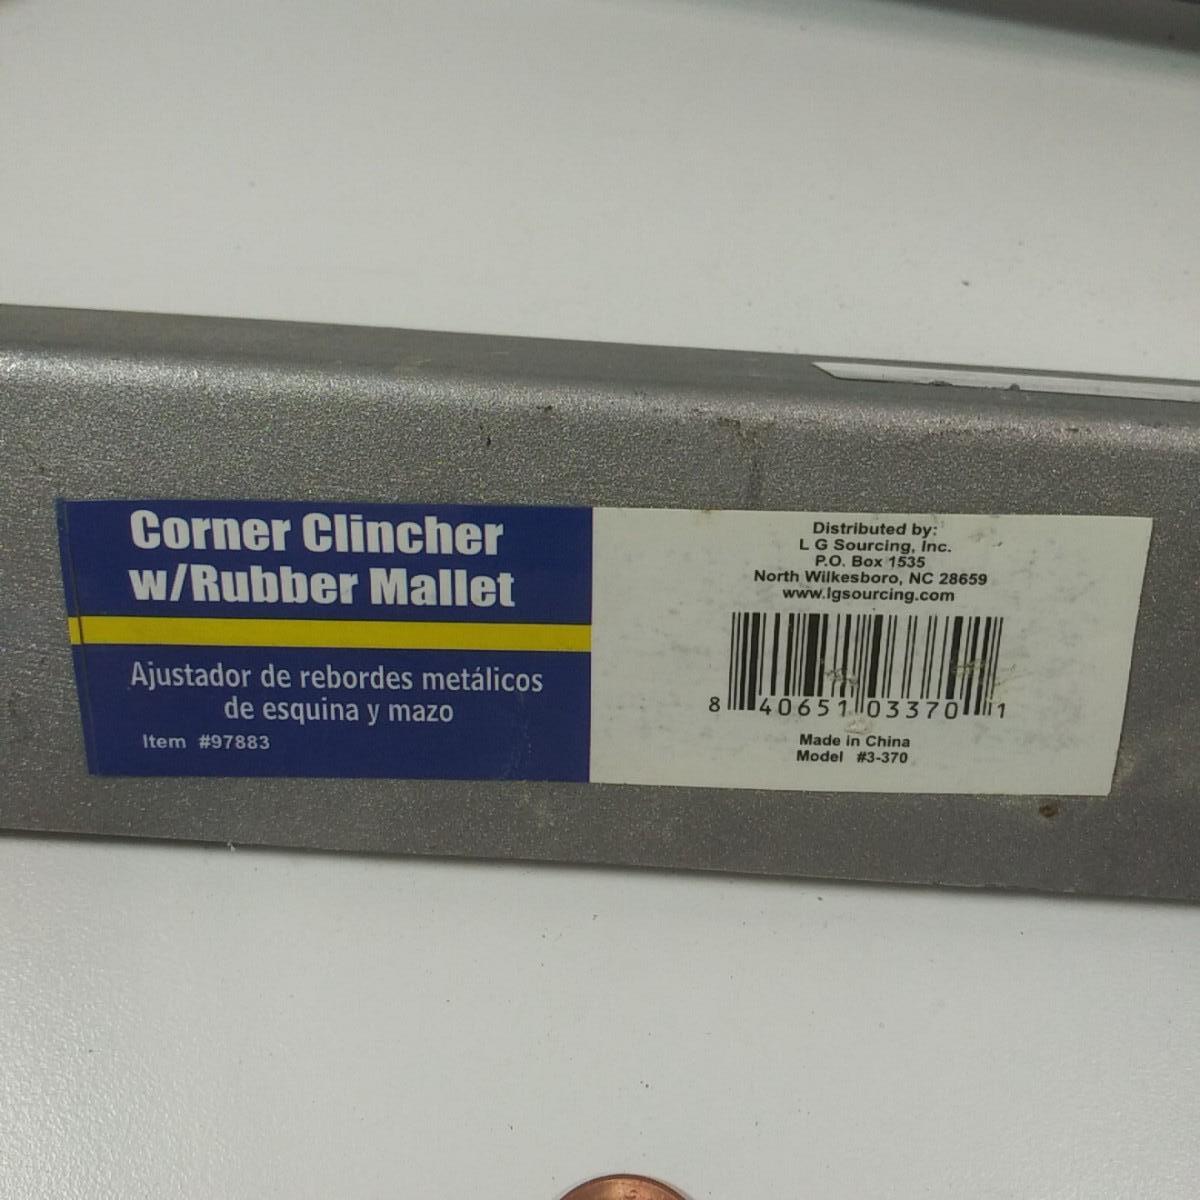 Corner Clincher
w/Rubber Mallet
Ajustador de rebordes metálicos
de esquina y mazo
Item #97883
Distributed by:
L G Sourcing, Inc.
P.O. Box 1535
North Wilkesboro, NC 28659
www.lgsourcing.com
8 40651 03370 1
Made in China
Model #3-370